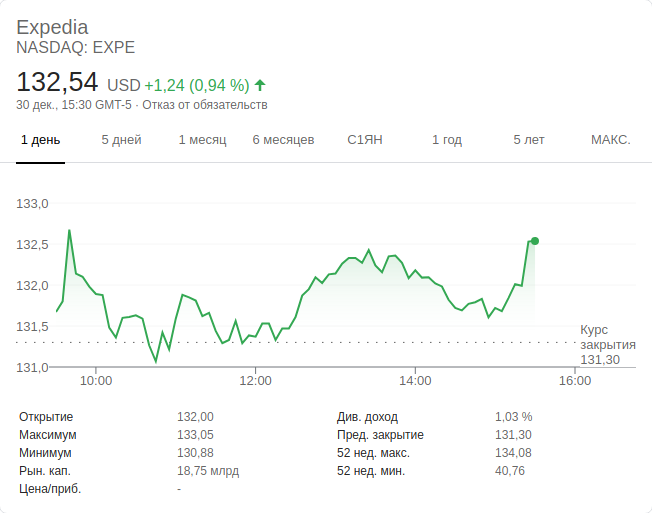 Expedia
NASDAQ: EXPE
132,54 USD +1,24 (0,94 %) ↑
30 дек., 15:30 GMT-5 · Отказ от обязательств
1 день 5 дней 1 месяц 6 месяцев С1ЯН 1 год 5 лет МАКС.
133,0
132,5
132,0
131,5
131,0
Курс
закрытия
131,30
10:00 12:00 14:00 16:00
Открытие 132,00 Див. доход 1,03 %
Максимум 133,05 Пред. закрытие 131,30
Минимум 130,88 52 нед. макс. 134,08
Рын. кап. 18,75 млрд 52 нед. мин. 40,76
Цена/приб. -